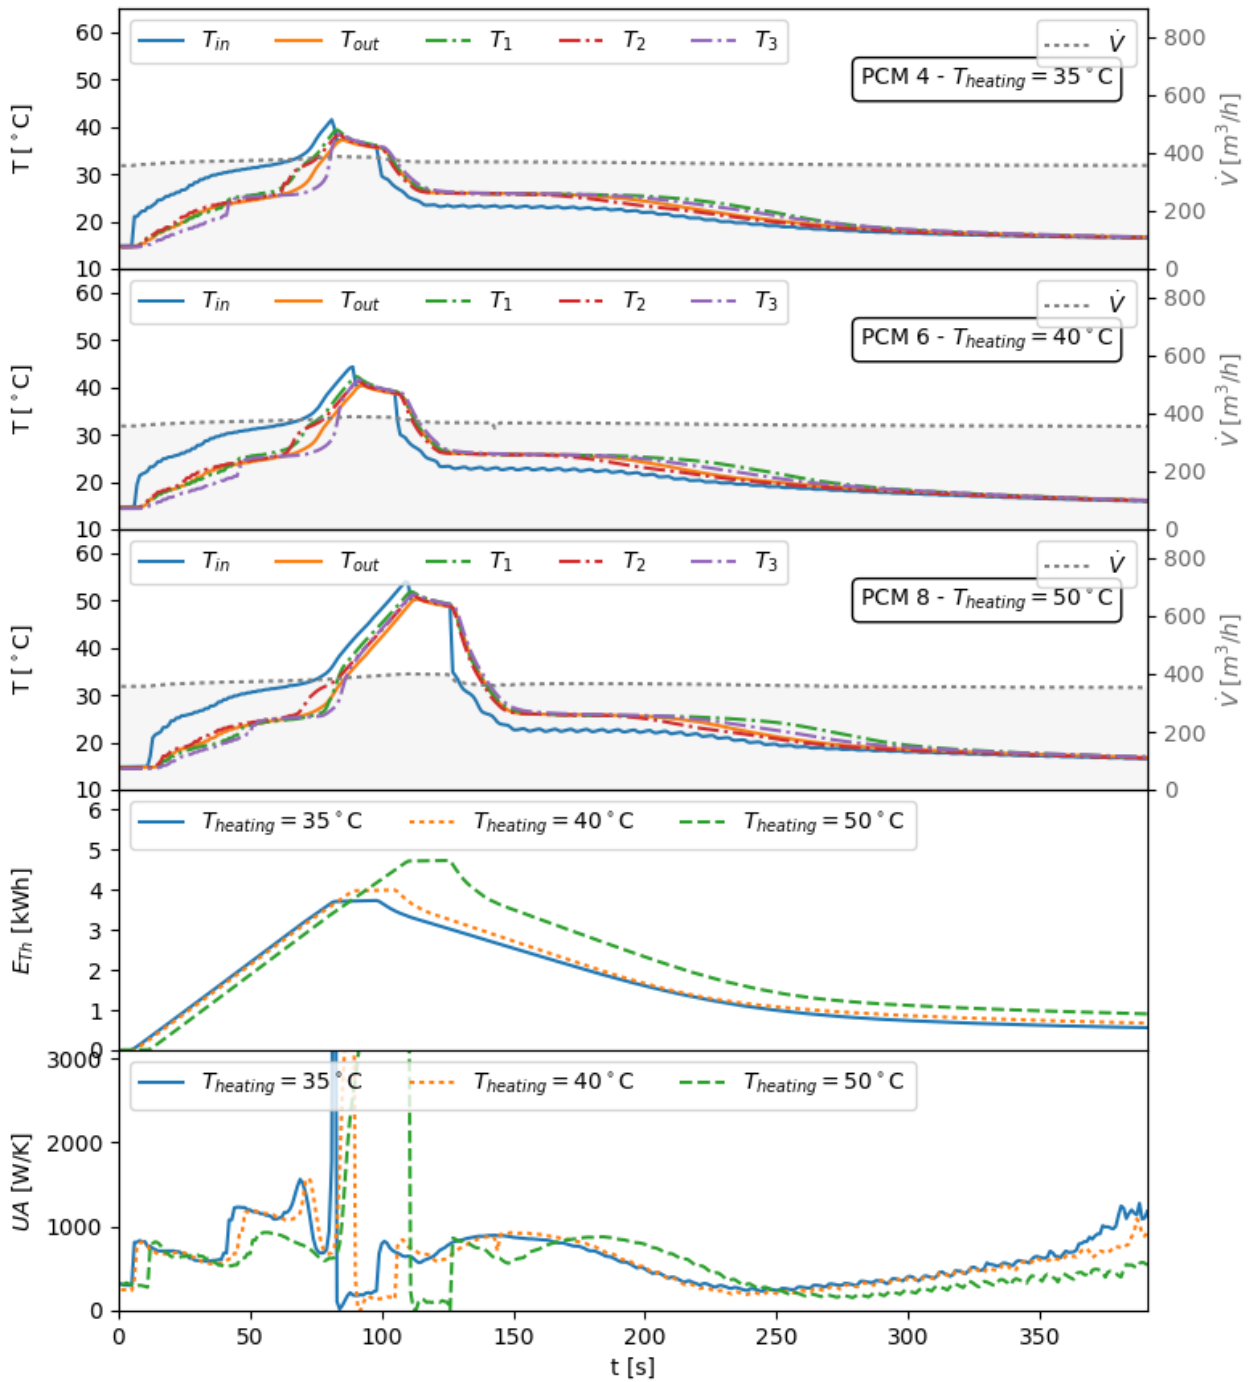 T_in T_out T_1 T_2 T_3 V̇
PCM 4 - T_heating = 35°C
T [°C]
60
50
40
30
20
10
V̇ [m³/h]
800
600
400
200
0
T_in T_out T_1 T_2 T_3 V̇
PCM 6 - T_heating = 40°C
T [°C]
60
50
40
30
20
10
V̇ [m³/h]
800
600
400
200
0
T_in T_out T_1 T_2 T_3 V̇
PCM 8 - T_heating = 50°C
T [°C]
60
50
40
30
20
10
V̇ [m³/h]
800
600
400
200
0
T_heating = 35°C T_heating = 40°C T_heating = 50°C
E_Th [kWh]
6
5
4
3
2
1
0
T_heating = 35°C T_heating = 40°C T_heating = 50°C
UA [W/K]
3000
2000
1000
0
0 50 100 150 200 250 300 350
t [s]